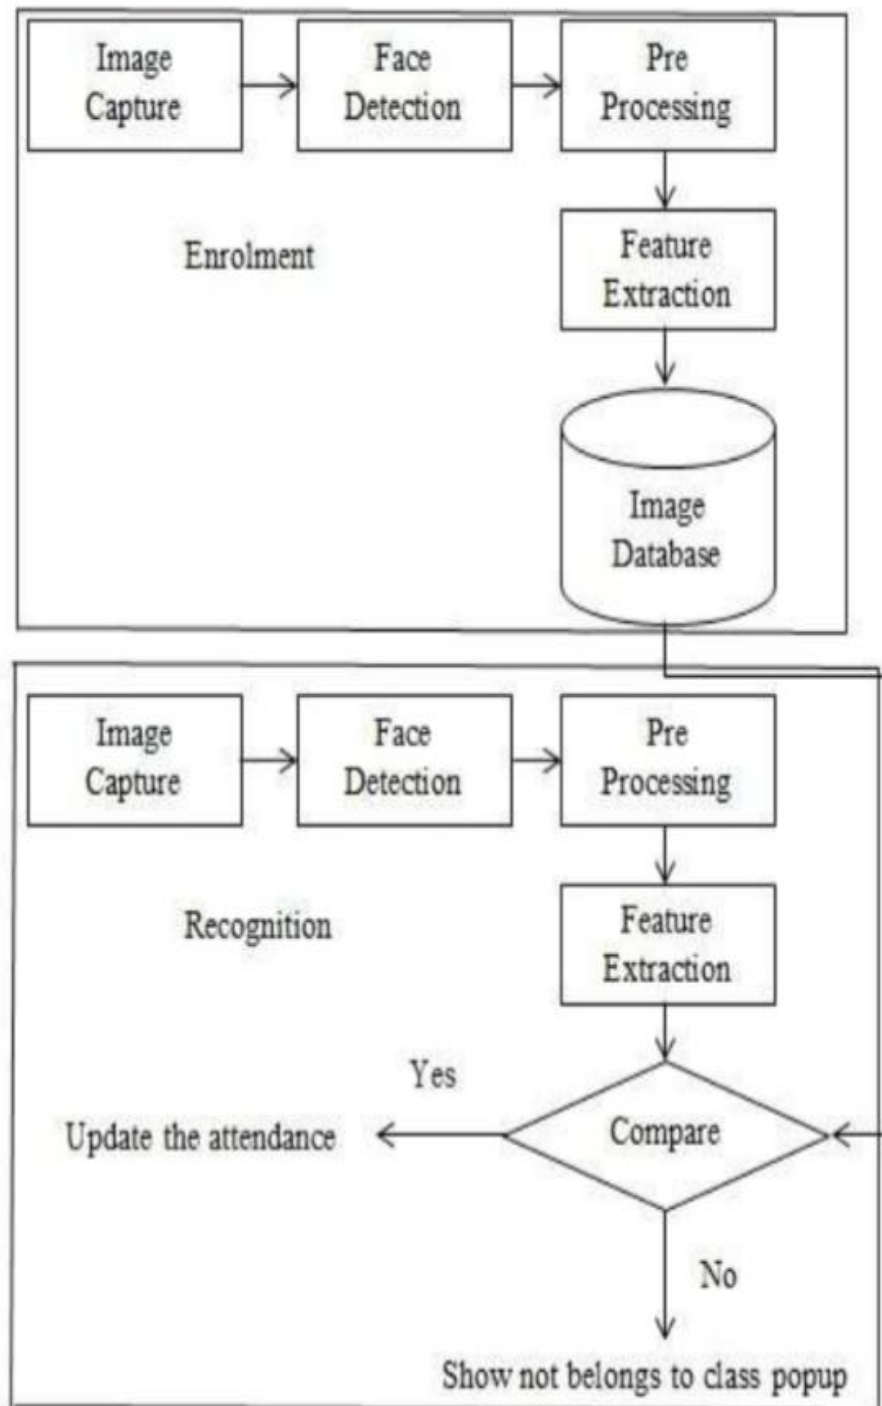 Image
Capture
Face
Detection
Pre
Processing
Enrolment
Feature
Extraction
Image
Database
Image
Capture
Face
Detection
Pre
Processing
Recognition
Feature
Extraction
Yes
Update the attendance
Compare
No
Show not belongs to class popup